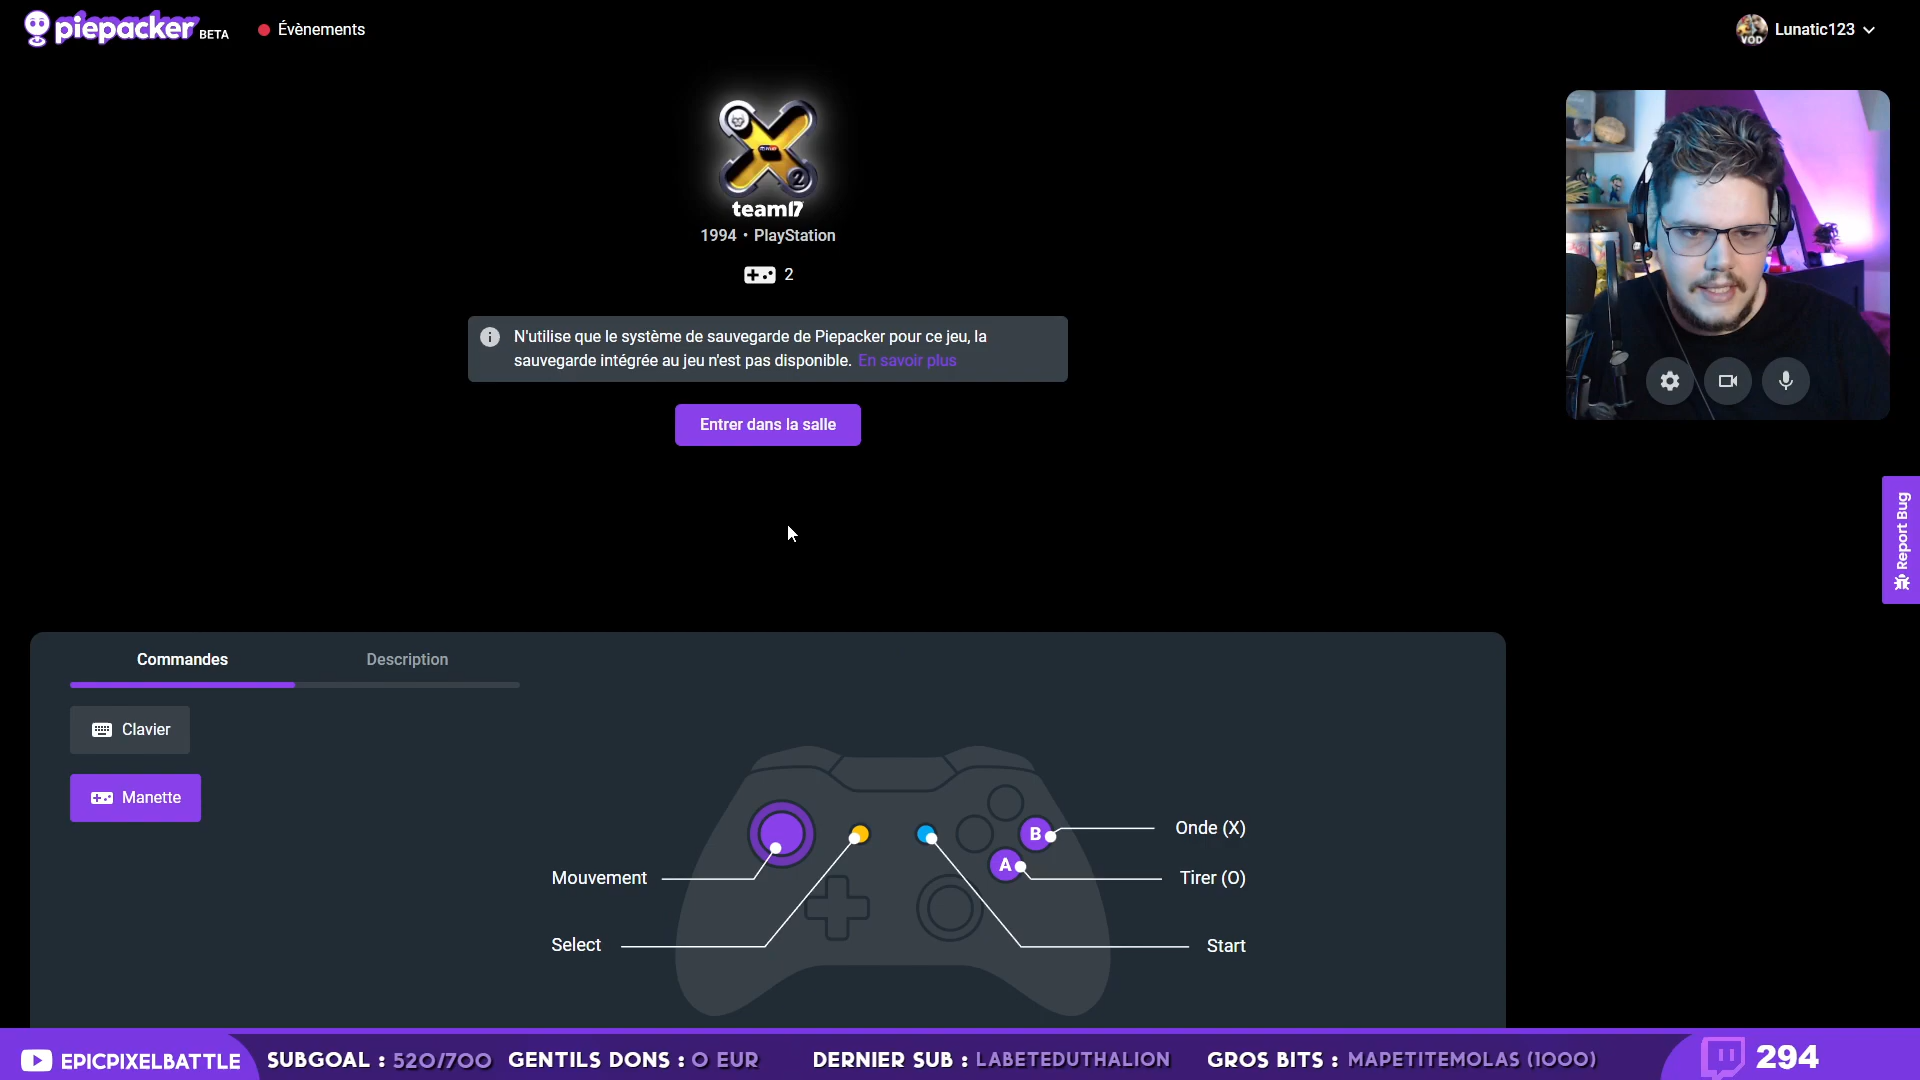 piepacker BETA
Évènements
Lunatic123
VOD
2
team17
1994 • PlayStation
2
N'utilise que le système de sauvegarde de Piepacker pour ce jeu, la
sauvegarde intégrée au jeu n'est pas disponible. En savoir plus
Entrer dans la salle
Report Bug
Commandes
Description
Clavier
Manette
B
Onde (X)
A
Tirer (O)
Mouvement
Select
Start
EPICPIXELBATTLE
SUBGOAL : 520/700
GENTILS DONS : 0 EUR
DERNIER SUB : LABETEDUTHALION
GROS BITS : MAPETITEMOLAS (1000)
294